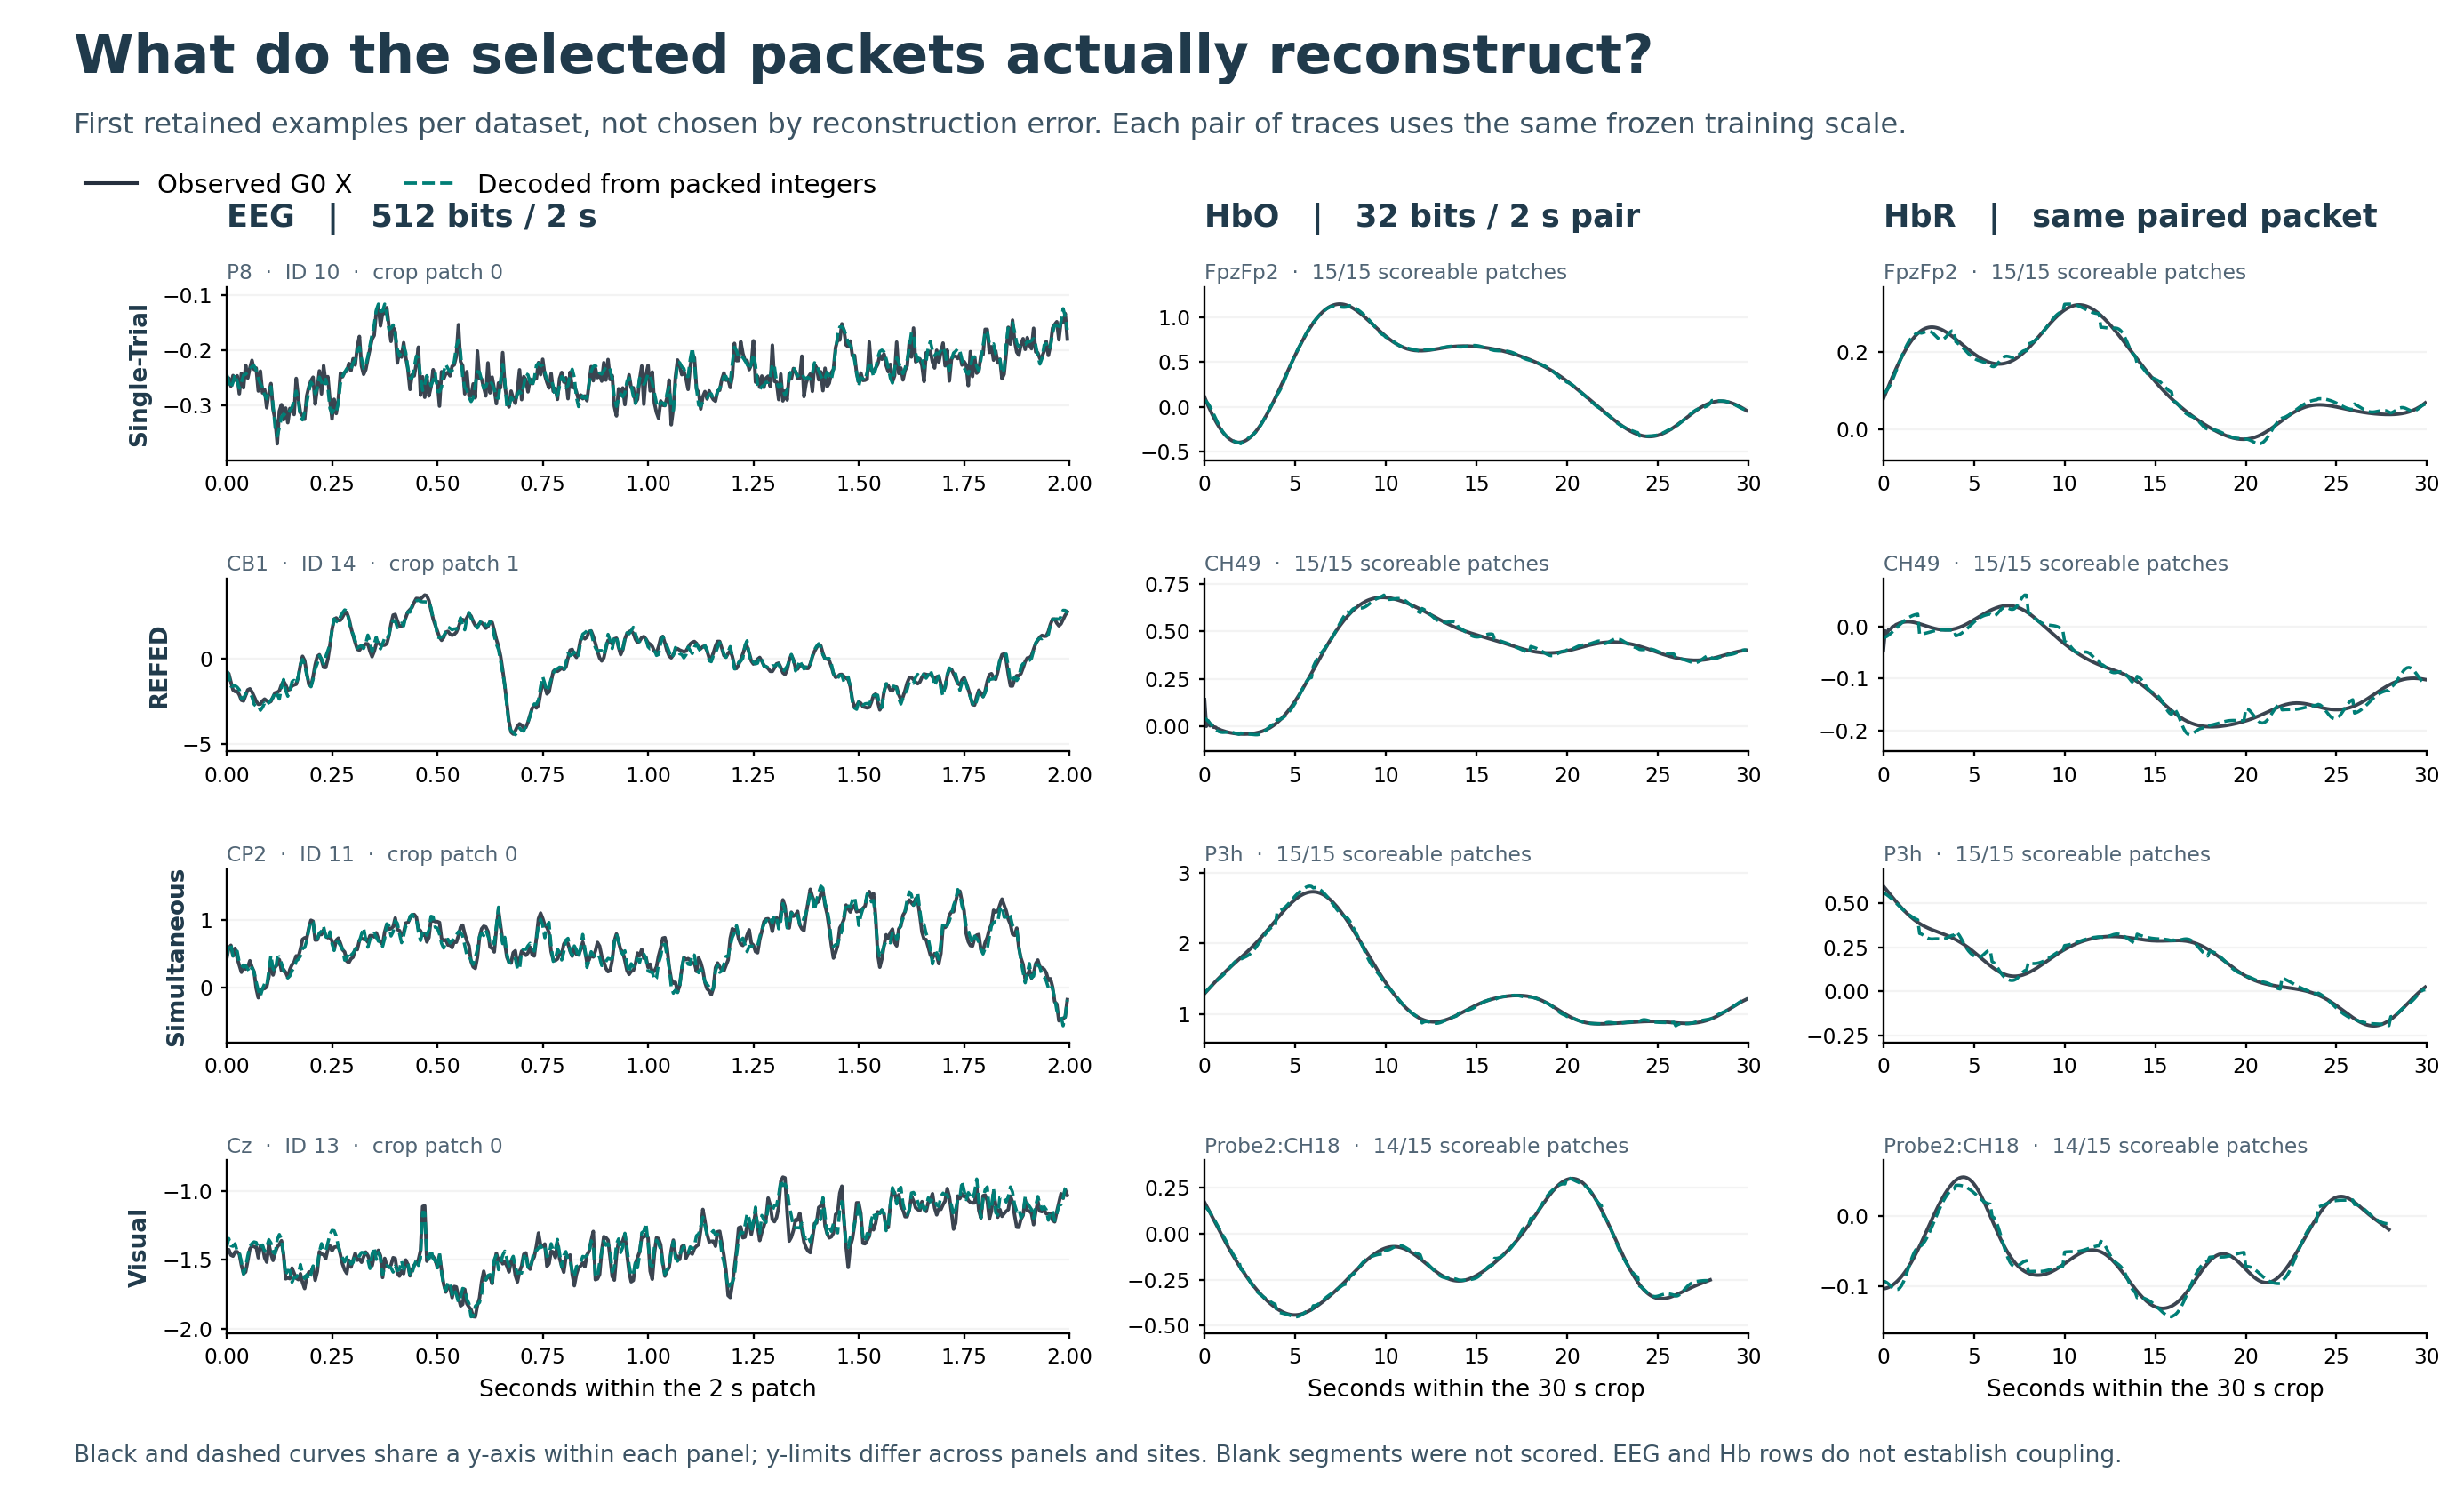 What do the selected packets actually reconstruct?
First retained examples per dataset, not chosen by reconstruction error. Each pair of traces uses the same frozen training scale.
Observed G0 X   Decoded from packed integers
EEG | 512 bits / 2 s
HbO | 32 bits / 2 s pair
HbR | same paired packet
Single-Trial
P8 · ID 10 · crop patch 0
−0.1
−0.2
−0.3
0.00 0.25 0.50 0.75 1.00 1.25 1.50 1.75 2.00
FpzFp2 · 15/15 scoreable patches
1.0
0.5
0.0
−0.5
0 5 10 15 20 25 30
FpzFp2 · 15/15 scoreable patches
0.2
0.0
0 5 10 15 20 25 30
REFED
CB1 · ID 14 · crop patch 1
0
−5
0.00 0.25 0.50 0.75 1.00 1.25 1.50 1.75 2.00
CH49 · 15/15 scoreable patches
0.75
0.50
0.25
0.00
0 5 10 15 20 25 30
CH49 · 15/15 scoreable patches
0.0
−0.1
−0.2
0 5 10 15 20 25 30
Simultaneous
CP2 · ID 11 · crop patch 0
1
0
0.00 0.25 0.50 0.75 1.00 1.25 1.50 1.75 2.00
P3h · 15/15 scoreable patches
3
2
1
0 5 10 15 20 25 30
P3h · 15/15 scoreable patches
0.50
0.25
0.00
−0.25
0 5 10 15 20 25 30
Visual
Cz · ID 13 · crop patch 0
−1.0
−1.5
−2.0
0.00 0.25 0.50 0.75 1.00 1.25 1.50 1.75 2.00
Seconds within the 2 s patch
Probe2:CH18 · 14/15 scoreable patches
0.25
0.00
−0.25
−0.50
0 5 10 15 20 25 30
Seconds within the 30 s crop
Probe2:CH18 · 14/15 scoreable patches
0.0
−0.1
0 5 10 15 20 25 30
Seconds within the 30 s crop
Black and dashed curves share a y-axis within each panel; y-limits differ across panels and sites. Blank segments were not scored. EEG and Hb rows do not establish coupling.